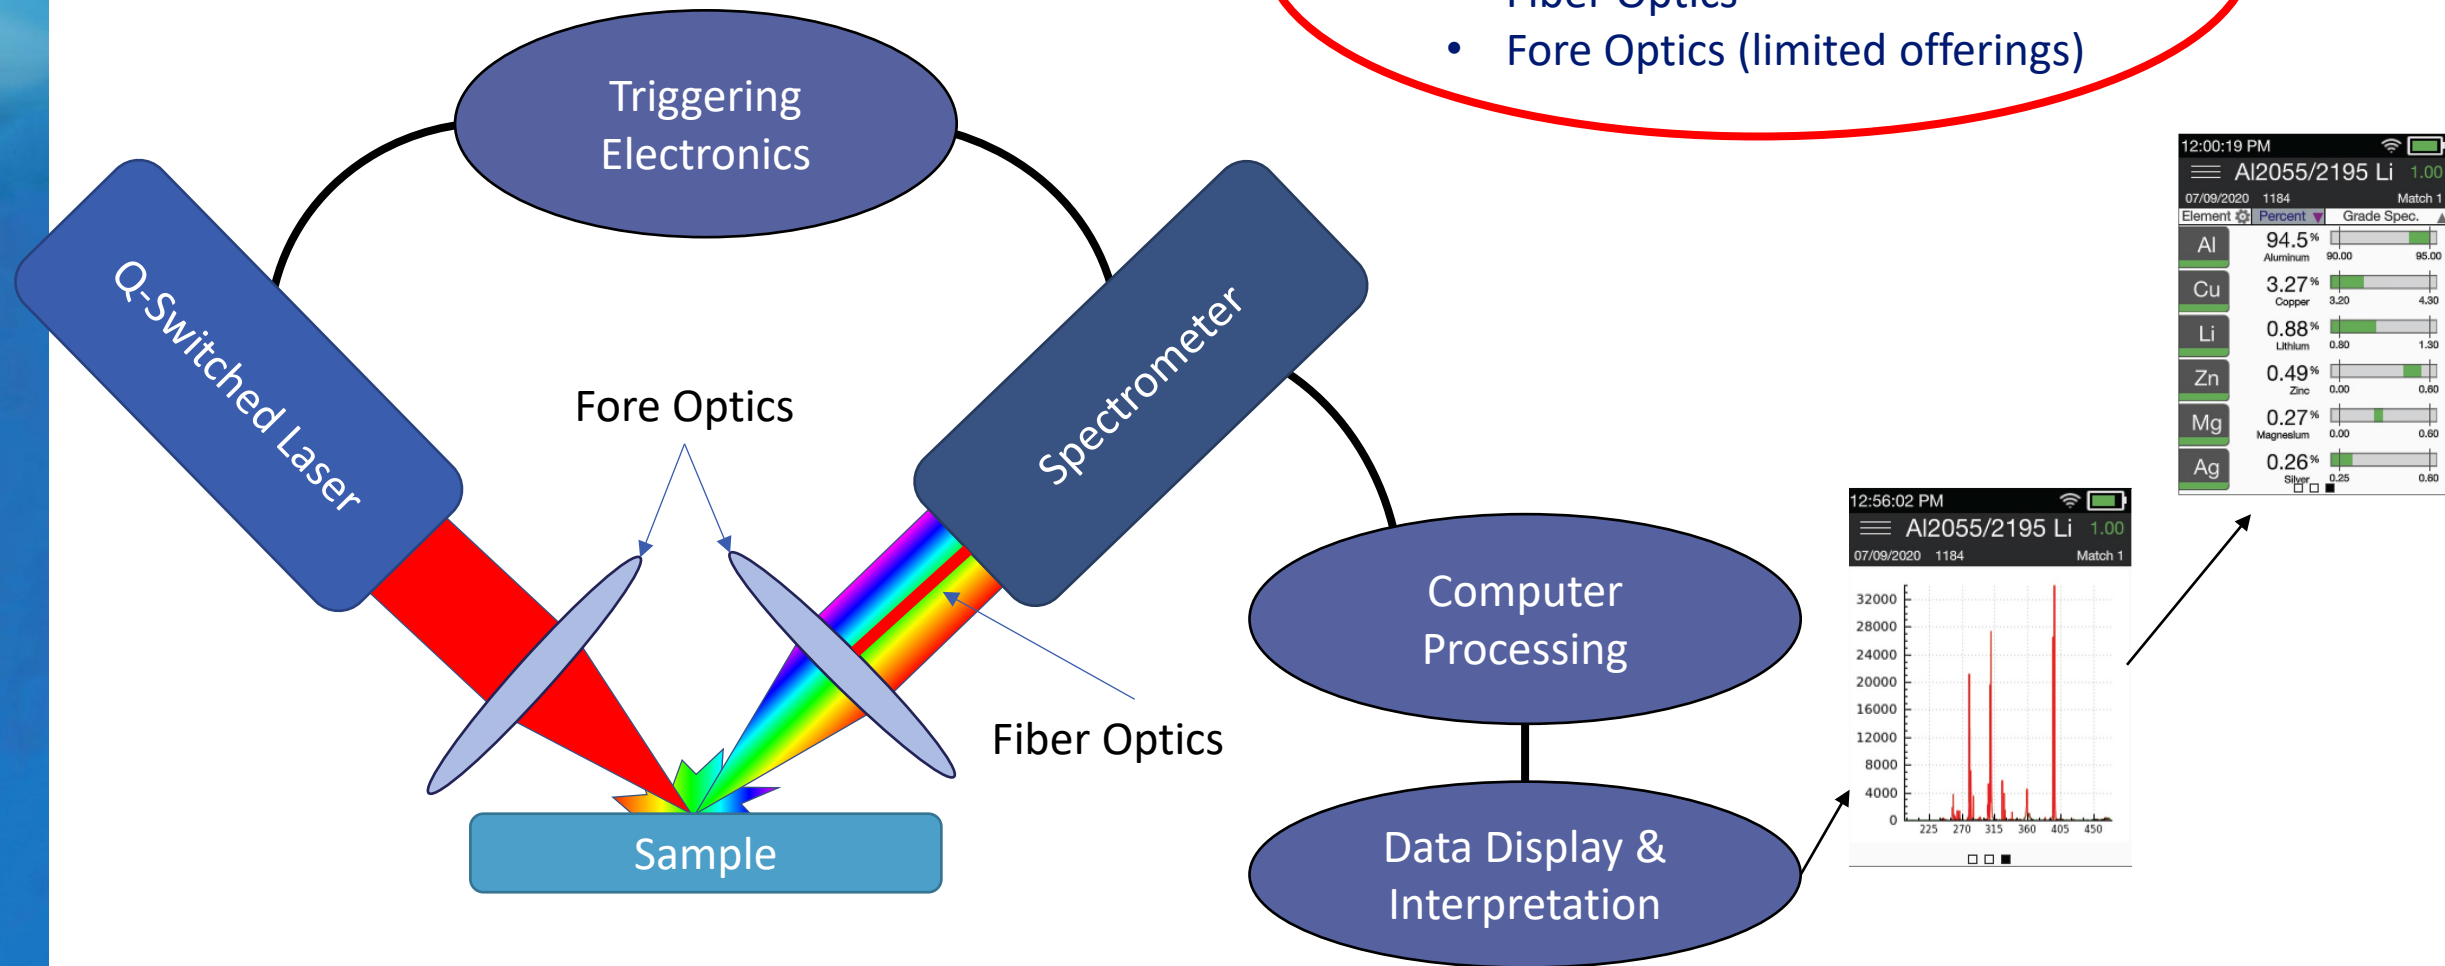 Fiber Optics
• Fore Optics (limited offerings)
Triggering
Electronics
Q-Switched Laser
Spectrometer
Fore Optics
Fiber Optics
Sample
Computer
Processing
Data Display &
Interpretation
12:56:02 PM
Al2055/2195 Li 1.00
07/09/2020 1184 Match 1
32000
28000
24000
20000
16000
12000
8000
4000
0
225 270 315 360 405 450
12:00:19 PM
Al2055/2195 Li 1.00
07/09/2020 1184 Match 1
Element Percent Grade Spec.
Al 94.5%
Aluminum 90.00 95.00
Cu 3.27%
Copper 3.20 4.30
Li 0.88%
Lithium 0.80 1.30
Zn 0.49%
Zinc 0.00 0.60
Mg 0.27%
Magnesium 0.00 0.60
Ag 0.26%
Silver 0.25 0.60